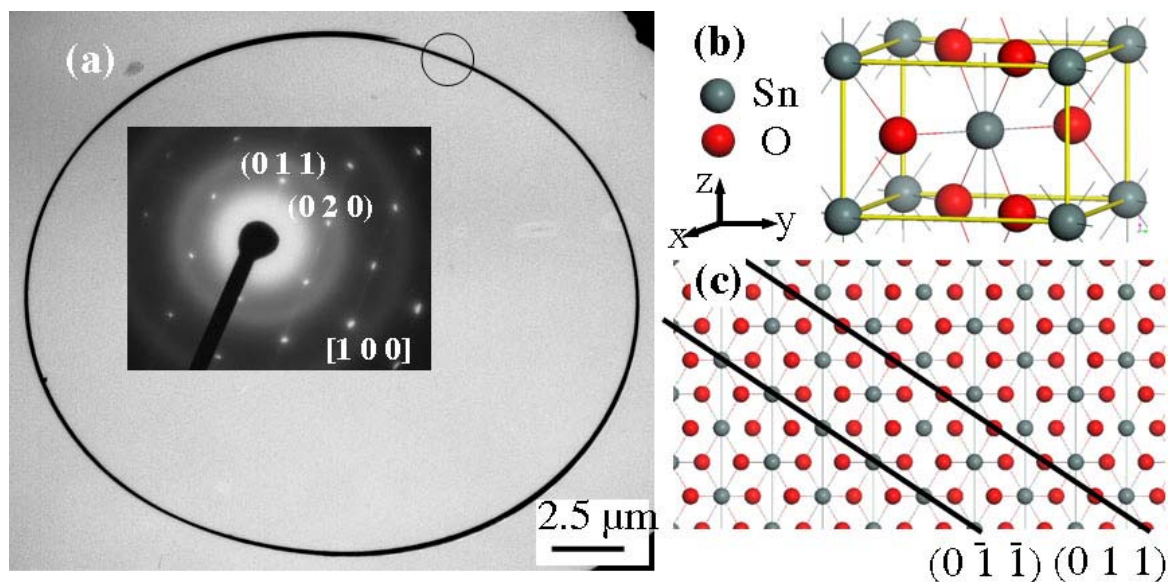 (a)
(0 1 1)
(0 2 0)
[1 0 0]
2.5 μm
(b)
Sn
O
z
y
x
(c)
(0 1̄ 1̄) (0 1 1)